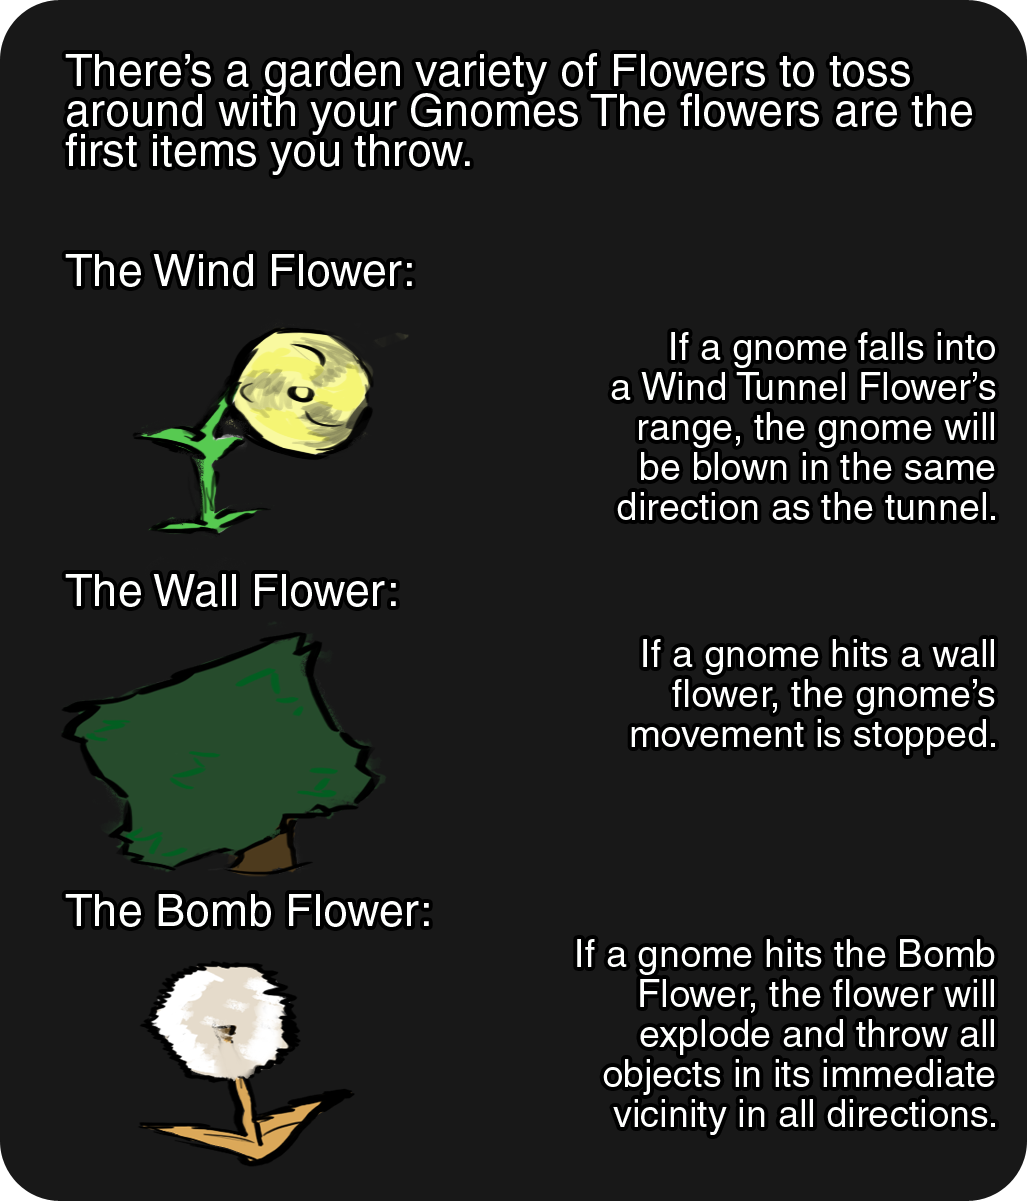 There’s a garden variety of Flowers to toss
around with your Gnomes The flowers are the
first items you throw.
The Wind Flower:
If a gnome falls into
a Wind Tunnel Flower’s
range, the gnome will
be blown in the same
direction as the tunnel.
The Wall Flower:
If a gnome hits a wall
flower, the gnome’s
movement is stopped.
The Bomb Flower:
If a gnome hits the Bomb
Flower, the flower will
explode and throw all
objects in its immediate
vicinity in all directions.